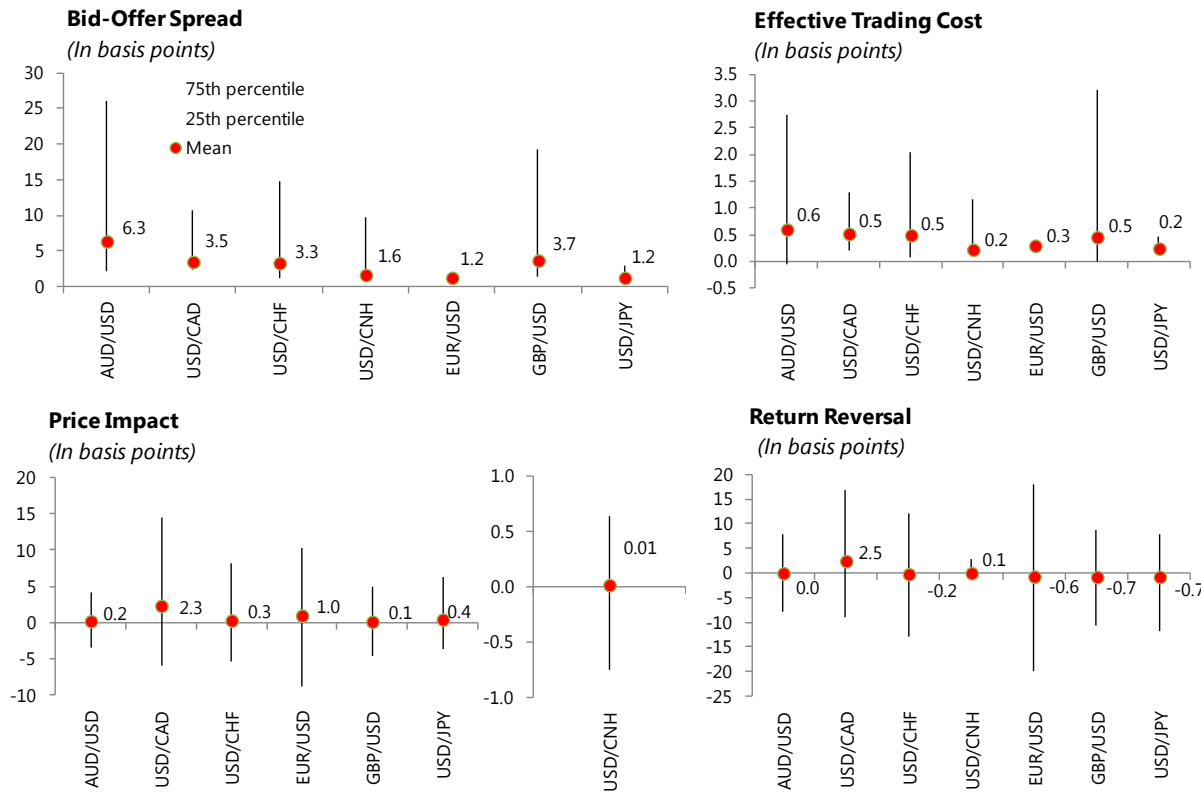 Bid-Offer Spread
(In basis points)
30
25
20
15
10
5
0
75th percentile
25th percentile
Mean
6.3
3.5
3.3
1.6
1.2
3.7
1.2
AUD/USD
USD/CAD
USD/CHF
USD/CNH
EUR/USD
GBP/USD
USD/JPY
Effective Trading Cost
(In basis points)
3.5
3.0
2.5
2.0
1.5
1.0
0.5
0.0
-0.5
0.6
0.5
0.5
0.2
0.3
0.5
0.2
AUD/USD
USD/CAD
USD/CHF
USD/CNH
EUR/USD
GBP/USD
USD/JPY
Price Impact
(In basis points)
20
15
10
5
0
-5
-10
0.2
2.3
0.3
1.0
0.1
0.4
AUD/USD
USD/CAD
USD/CHF
EUR/USD
GBP/USD
USD/JPY
1.0
0.5
0.0
-0.5
-1.0
0.01
USD/CNH
Return Reversal
(In basis points)
20
15
10
5
0
-5
-10
-15
-20
-25
0.0
2.5
-0.2
0.1
-0.6
-0.7
-0.7
AUD/USD
USD/CAD
USD/CHF
USD/CNH
EUR/USD
GBP/USD
USD/JPY